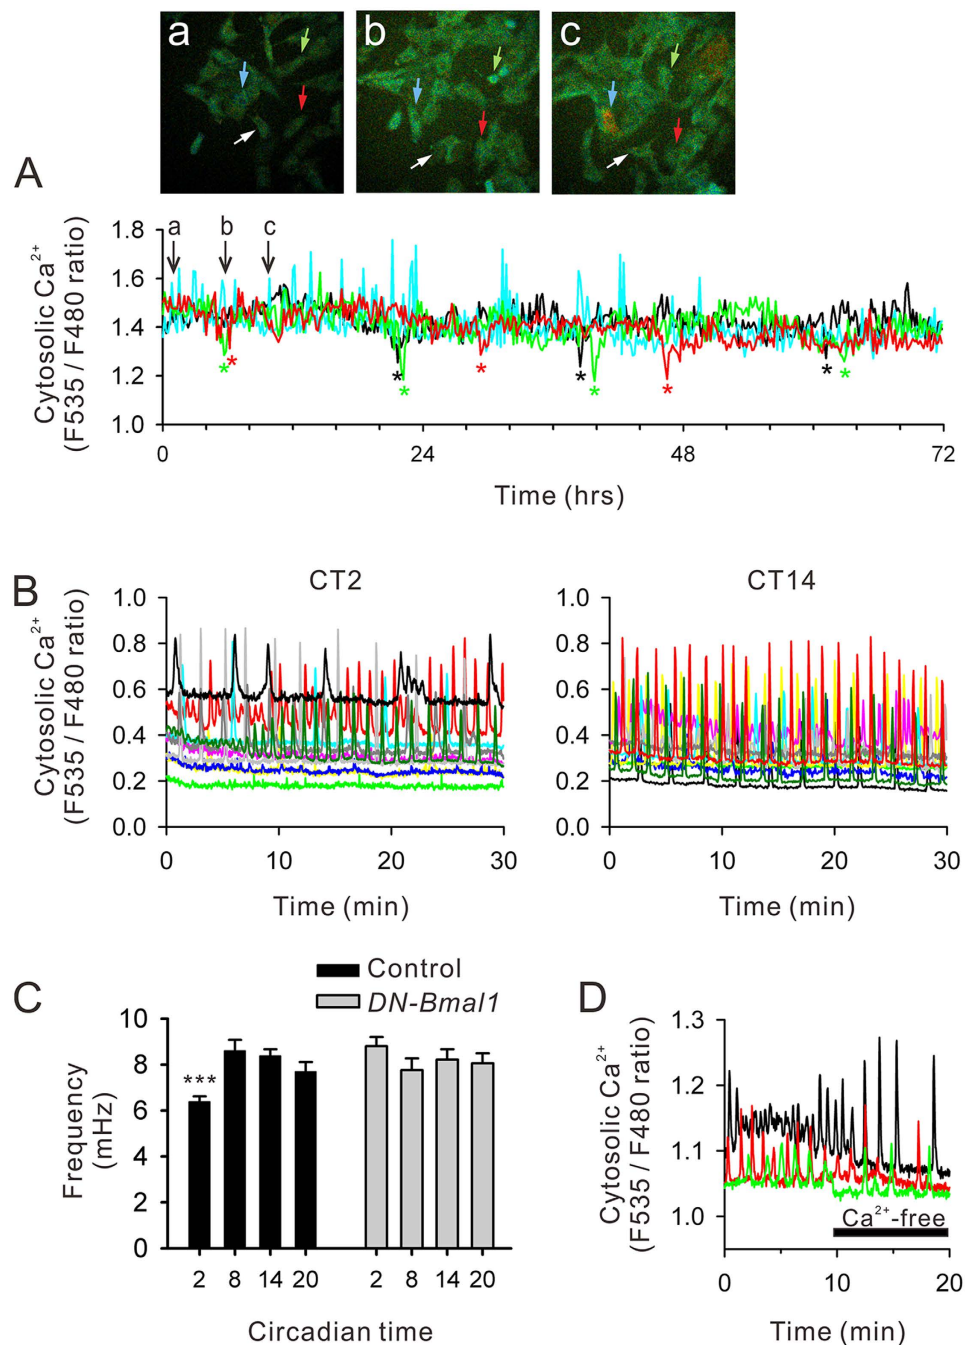 a b c
A
Cytosolic Ca²⁺
(F535 / F480 ratio)
1.8
1.6
1.4
1.2
1.0
a b c
* * * * * * * * *
0 24 48 72
Time (hrs)
B
CT2 CT14
Cytosolic Ca²⁺
(F535 / F480 ratio)
1.0 1.0
0.8 0.8
0.6 0.6
0.4 0.4
0.2 0.2
0.0 0.0
0 10 20 30 0 10 20 30
Time (min) Time (min)
C
Control
DN-Bmal1
Frequency
(mHz)
10
8
6
4
2
0
***
2 8 14 20 2 8 14 20
Circadian time
D
Cytosolic Ca²⁺
(F535 / F480 ratio)
1.3
1.2
1.1
1.0
Ca²⁺-free
0 10 20
Time (min)